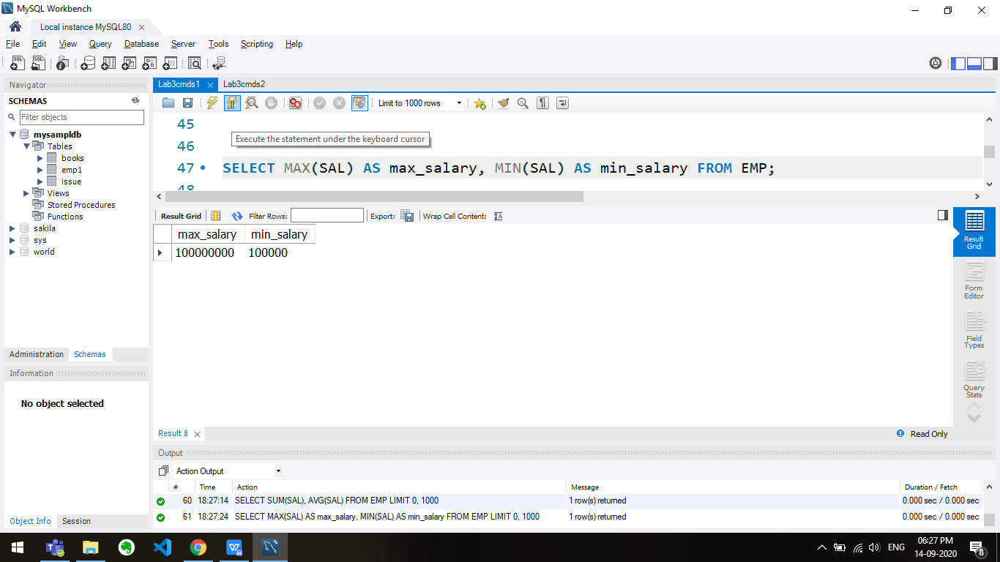 MySQL Workbench
Local instance MySQL80
File Edit View Query Database Server Tools Scripting Help
Navigator
SCHEMAS
Filter objects
mysampldb
Tables
books
emp1
issue
Views
Stored Procedures
Functions
sakila
sys
world
Administration Schemas
Information
No object selected
Object Info Session
Lab3cmds1 Lab3cmds2
Limit to 1000 rows
45
Execute the statement under the keyboard cursor
46
47 SELECT MAX(SAL) AS max_salary, MIN(SAL) AS min_salary FROM EMP;
48
Result Grid Filter Rows: Export: Wrap Cell Content:
max_salary min_salary
100000000 100000
Result Grid
Form Editor
Field Types
Query Stats
Result 8 Read Only
Output
Action Output
# Time Action Message Duration / Fetch
60 18:27:14 SELECT SUM(SAL), AVG(SAL) FROM EMP LIMIT 0, 1000 1 row(s) returned 0.000 sec / 0.000 sec
61 18:27:24 SELECT MAX(SAL) AS max_salary, MIN(SAL) AS min_salary FROM EMP LIMIT 0, 1000 1 row(s) returned 0.000 sec / 0.000 sec
ENG 06:27 PM
14-09-2020 8